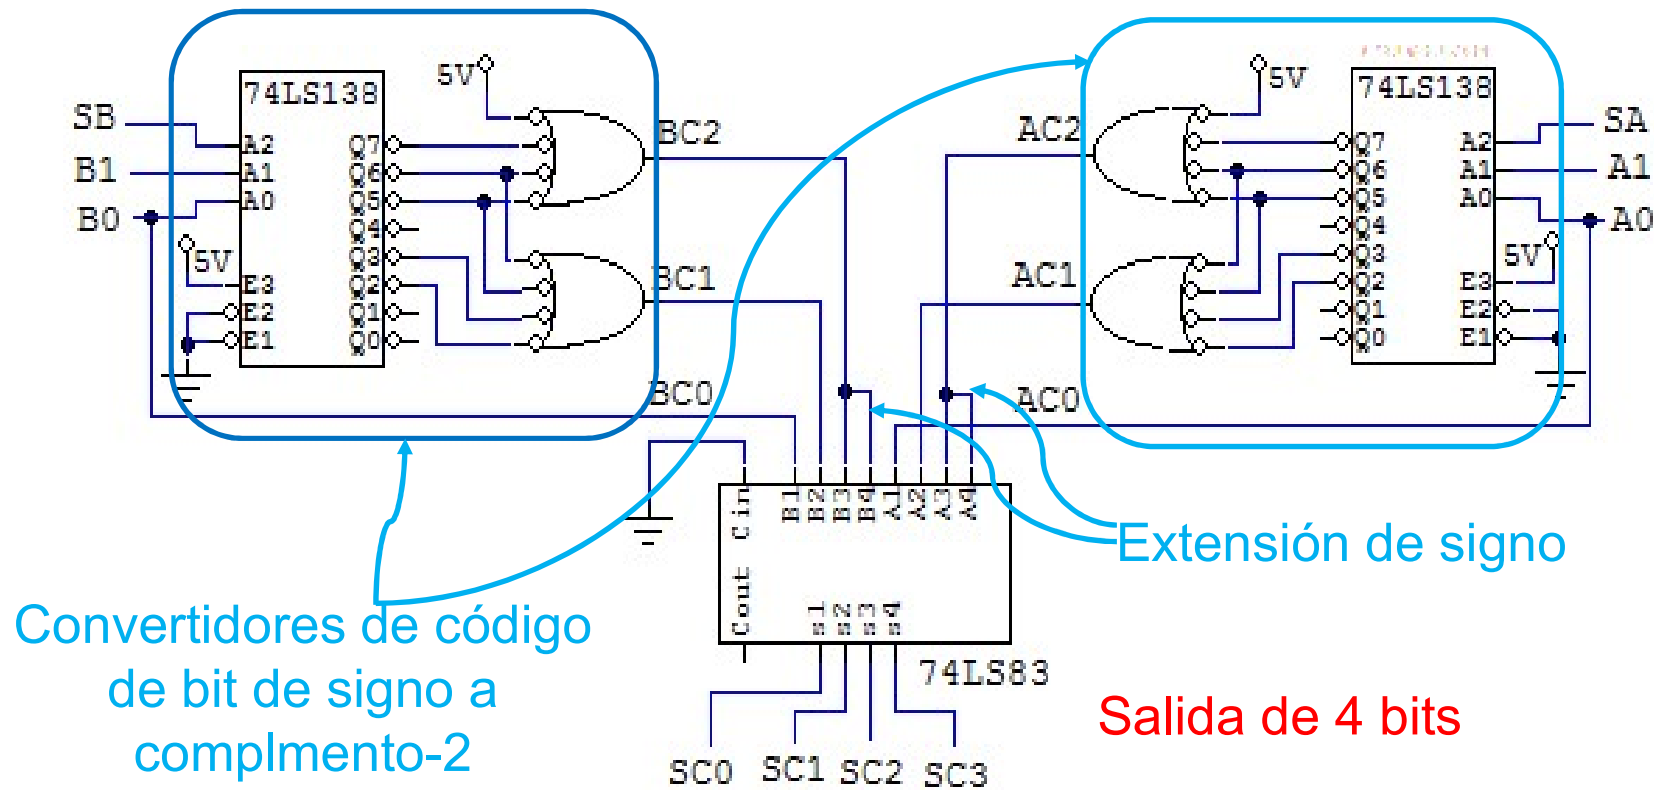 5V
74LS138
SB
B1
B0
A2
A1
A0
5V
E3
E2
E1
Q7
Q6
Q5
Q4
Q3
Q2
Q1
Q0
BC2
BC1
BC0
AC2
AC1
AC0
5V
74LS138
Q7
Q6
Q5
Q4
Q3
Q2
Q1
Q0
A2
A1
A0
5V
E3
E2
E1
SA
A1
A0
Cin
B1
B2
B3
B4
A1
A2
A3
A4
Cout
s1
s2
s3
s4
74LS83
Extensión de signo
Convertidores de código
de bit de signo a
complmento-2
Salida de 4 bits
SC0
SC1
SC2
SC3